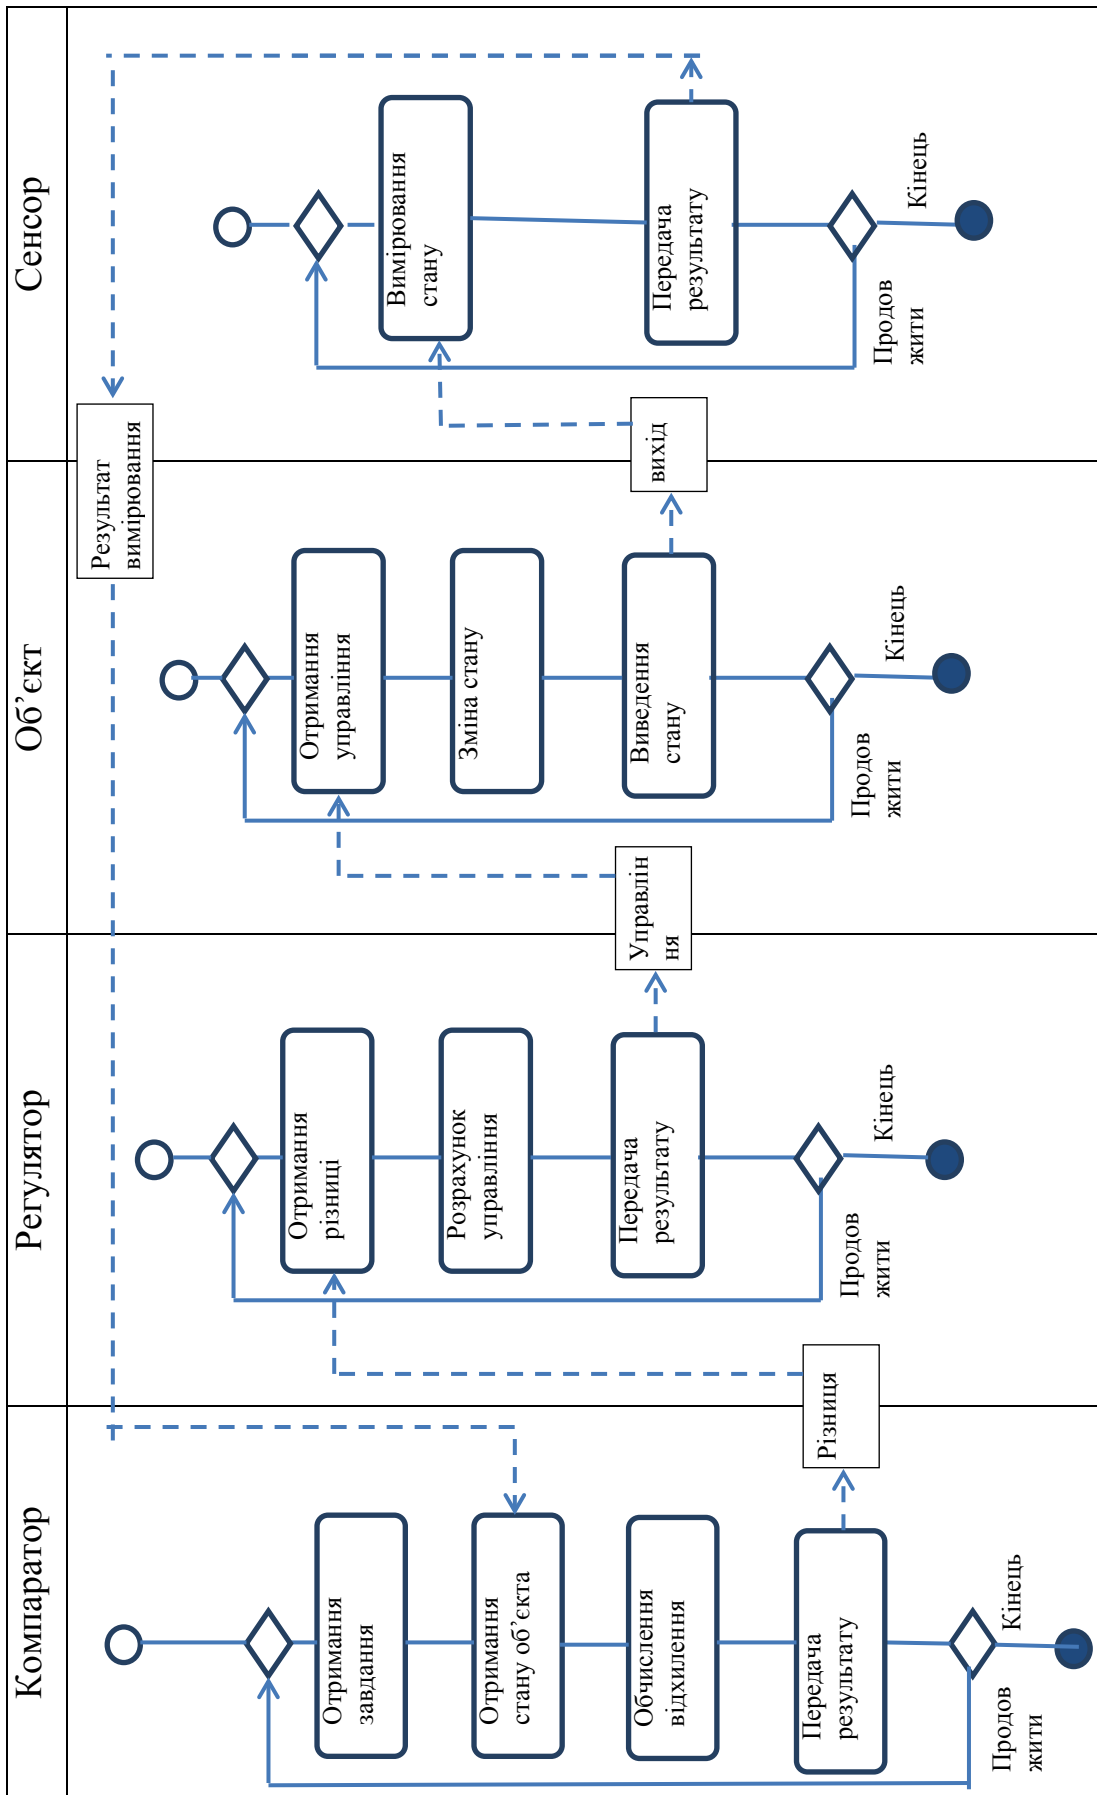 Компаратор
Отримання
завдання
Отримання
стану об’єкта
Обчислення
відхилення
Передача
результату
Продов
жити
Кінець
Різниця
Регулятор
Отримання
різниці
Розрахунок
управління
Передача
результату
Продов
жити
Кінець
Управлін
ня
Об’єкт
Отримання
управління
Зміна стану
Виведення
стану
Продов
жити
Кінець
Результат
вимірювання
вихід
Сенсор
Вимірювання
стану
Передача
результату
Продов
жити
Кінець